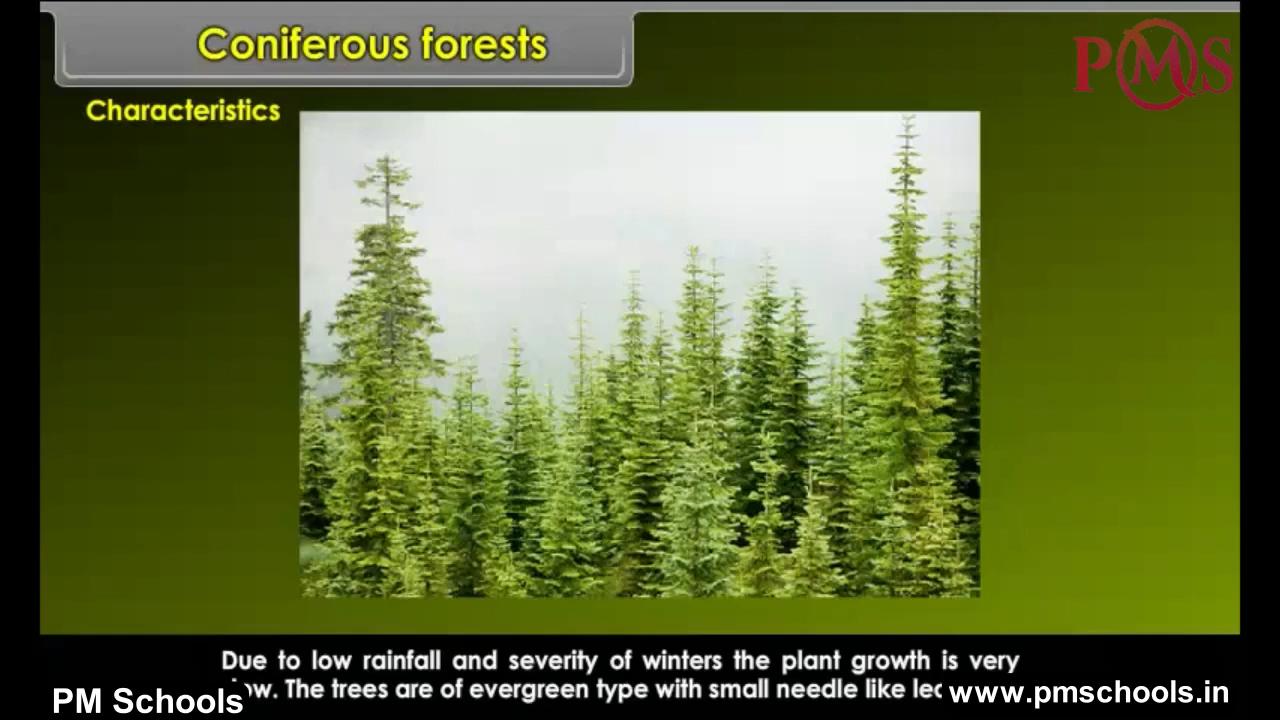 Coniferous forests
PMS
Characteristics
Due to low rainfall and severity of winters the plant growth is very
The trees are of evergreen type with small needle like
PM Schools
www.pmschools.in